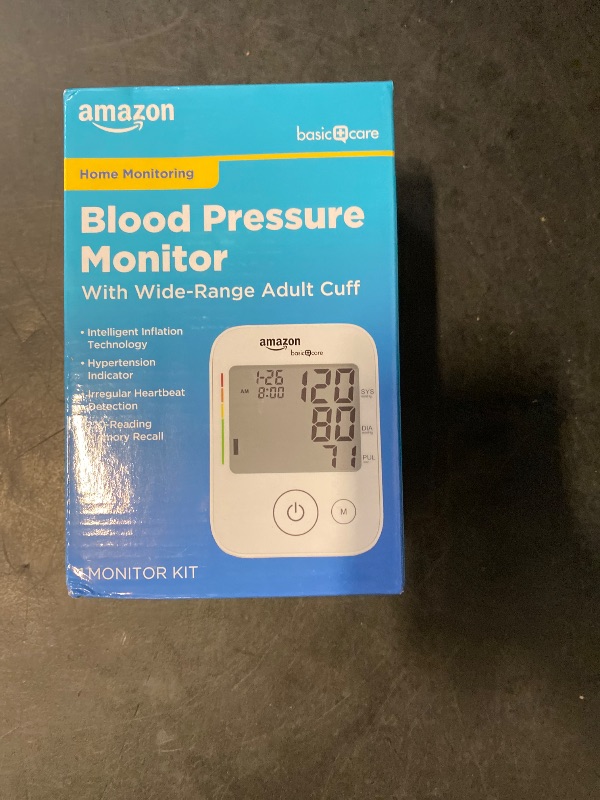 amazon
basic care
Home Monitoring
Blood Pressure
Monitor
With Wide-Range Adult Cuff
• Intelligent Inflation
Technology
• Hypertension
Indicator
• Irregular Heartbeat
Detection
-Reading
Recall
amazon
basic care
1-26
AM 8:00
120 SYS
80 DIA
71 PUL
M
MONITOR KIT